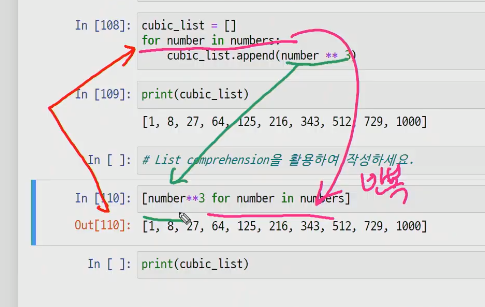 In [108]: cubic_list = []
for number in numbers:
cubic_list.append(number ** 3)
In [109]: print(cubic_list)
[1, 8, 27, 64, 125, 216, 343, 512, 729, 1000]
In [ ]: # List comprehension을 활용하여 작성하세요.
반복
In [110]: [number**3 for number in numbers]
Out[110]: [1, 8, 27, 64, 125, 216, 343, 512, 729, 1000]
In [ ]: print(cubic_list)